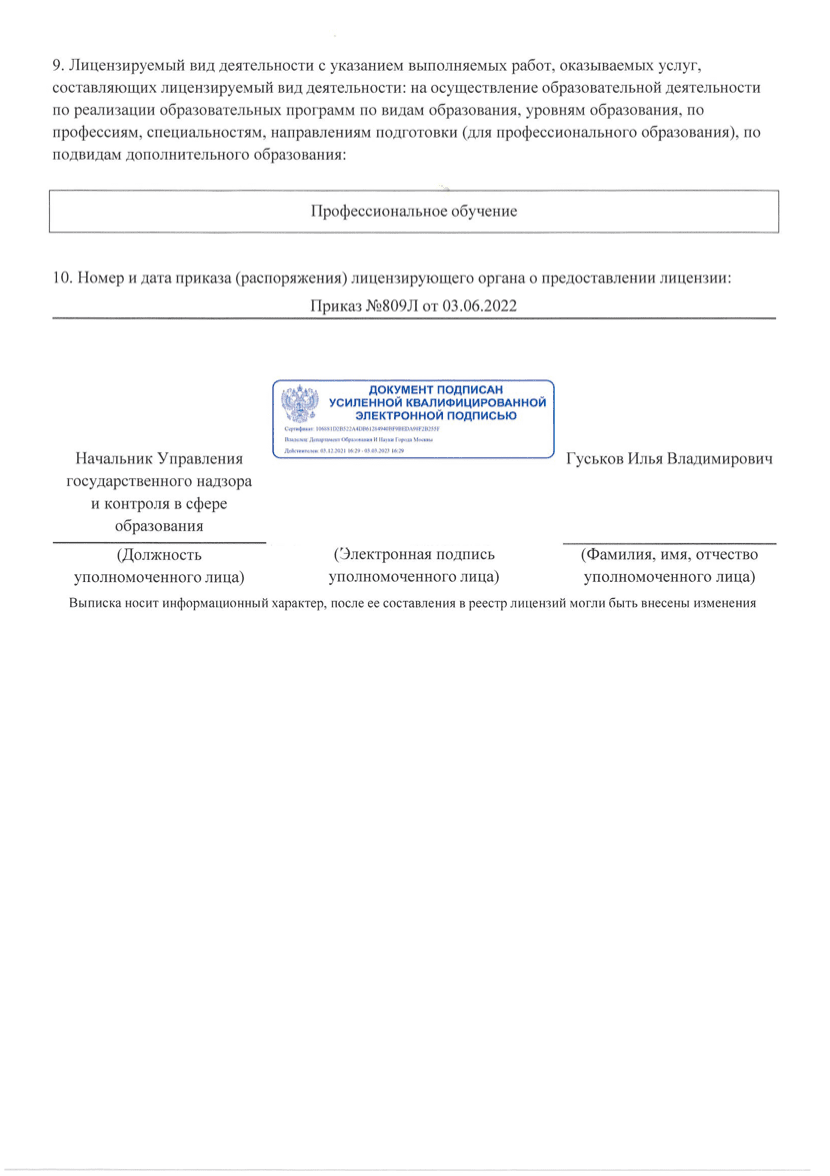 9. Лицензируемый вид деятельности с указанием выполняемых работ, оказываемых услуг,
составляющих лицензируемый вид деятельности: на осуществление образовательной деятельности
по реализации образовательных программ по видам образования, уровням образования, по
профессиям, специальностям, направлениям подготовки (для профессионального образования), по
подвидам дополнительного образования:
Профессиональное обучение
10. Номер и дата приказа (распоряжения) лицензирующего органа о предоставлении лицензии:
Приказ №809Л от 03.06.2022
ДОКУМЕНТ ПОДПИСАН
УСИЛЕННОЙ КВАЛИФИЦИРОВАННОЙ
ЭЛЕКТРОННОЙ ПОДПИСЬЮ
Сертификат:
Владелец: Департамент Образования И Науки Города Москвы
Действителен: 03.12.2021 16:29 - 03.03.2023 16:29
Начальник Управления
государственного надзора
и контроля в сфере
образования
Гуськов Илья Владимирович
(Должность
уполномоченного лица)
(Электронная подпись
уполномоченного лица)
(Фамилия, имя, отчество
уполномоченного лица)
Выписка носит информационный характер, после ее составления в реестр лицензий могли быть внесены изменения